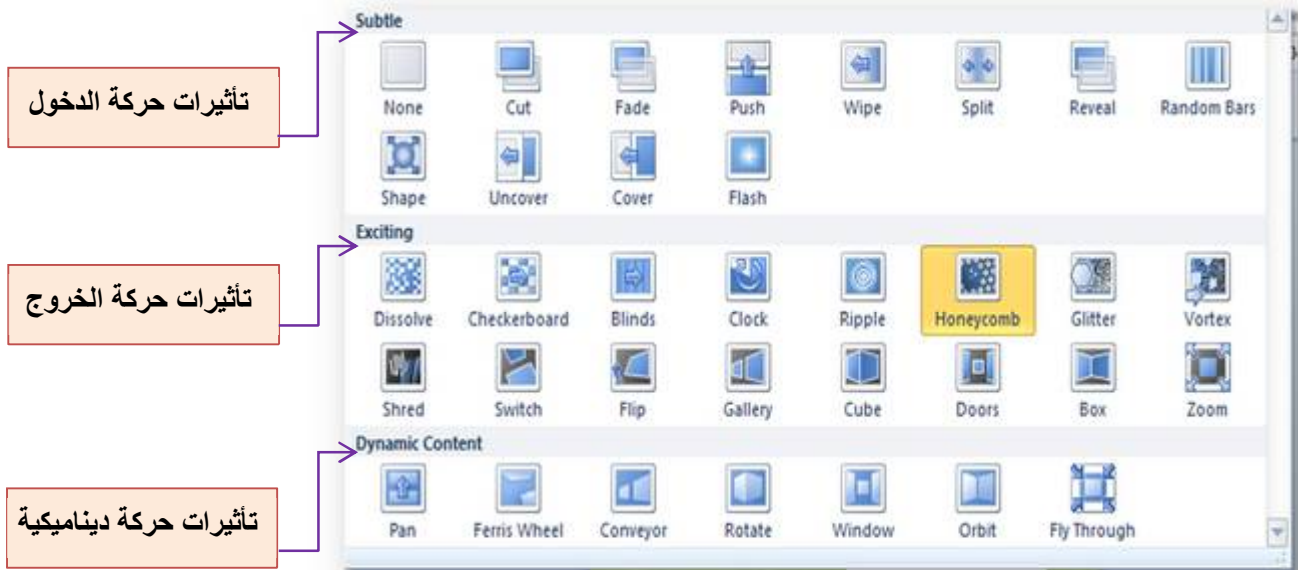 Subtle
None Cut Fade Push Wipe Split Reveal Random Bars
Shape Uncover Cover Flash
Exciting
Dissolve Checkerboard Blinds Clock Ripple Honeycomb Glitter Vortex
Shred Switch Flip Gallery Cube Doors Box Zoom
Dynamic Content
Pan Ferris Wheel Conveyor Rotate Window Orbit Fly Through
تأثيرات حركة الدخول
تأثيرات حركة الخروج
تأثيرات حركة ديناميكية